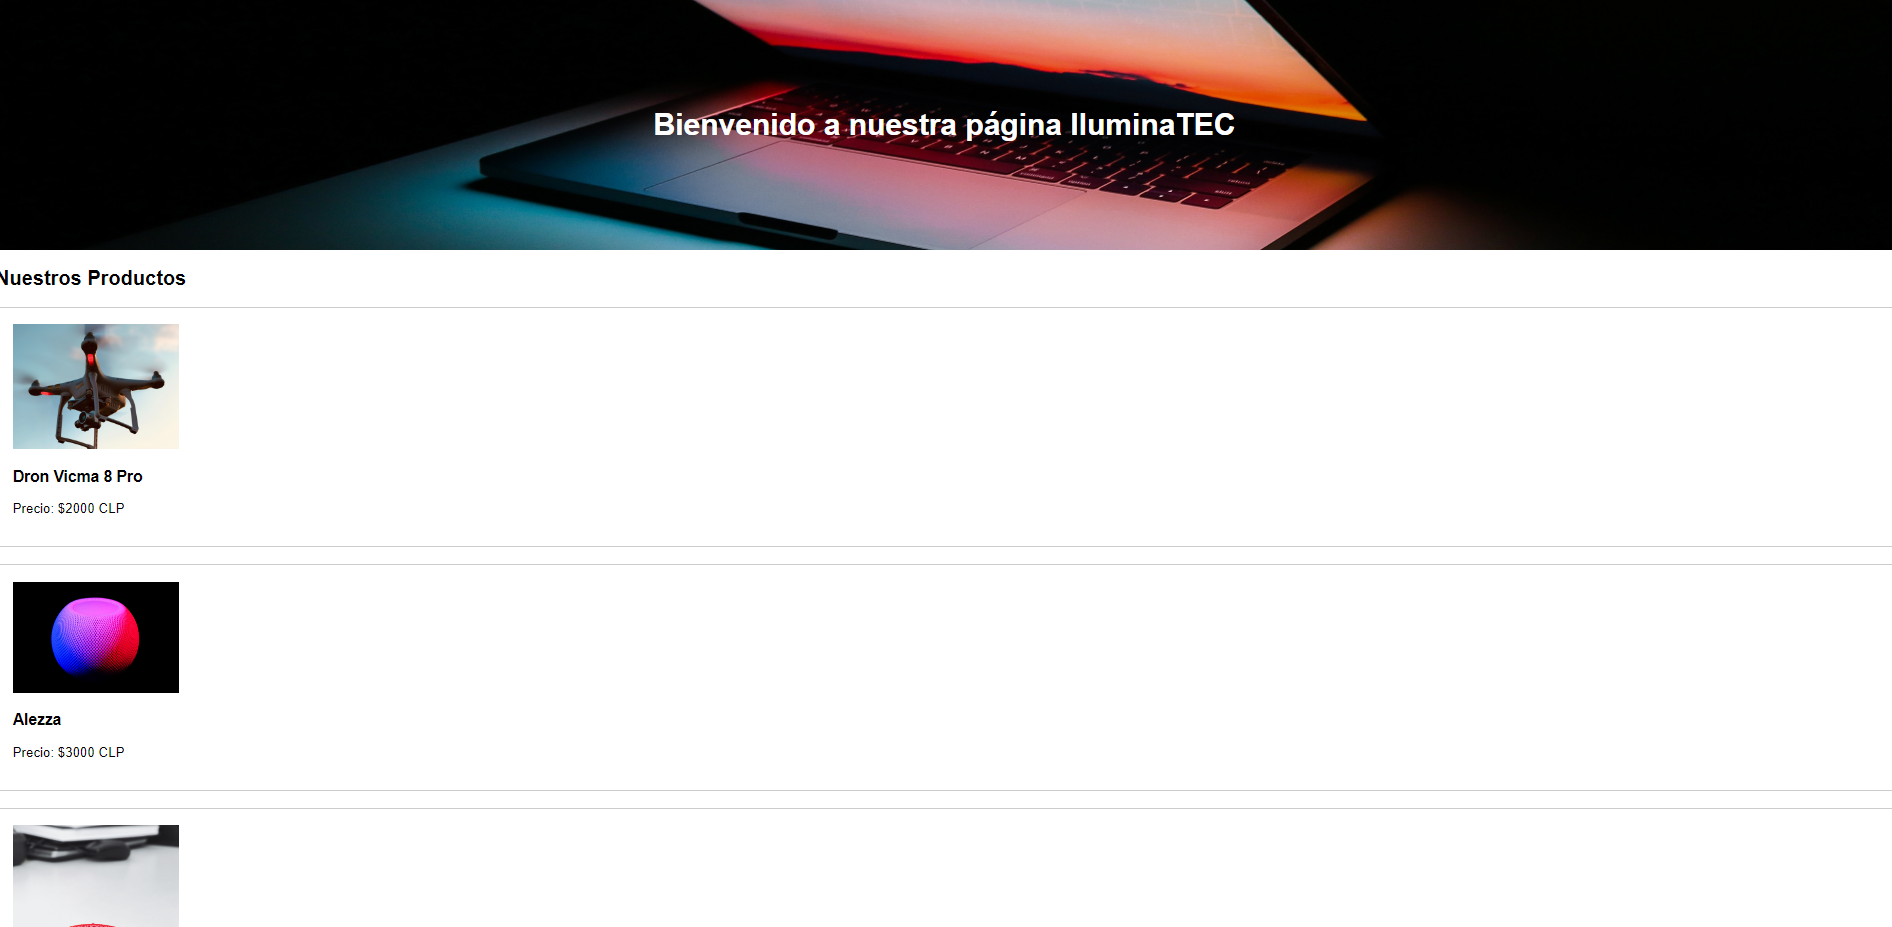 Bienvenido a nuestra página IluminaTEC
Nuestros Productos
Dron Vicma 8 Pro
Precio: $2000 CLP
Alezza
Precio: $3000 CLP